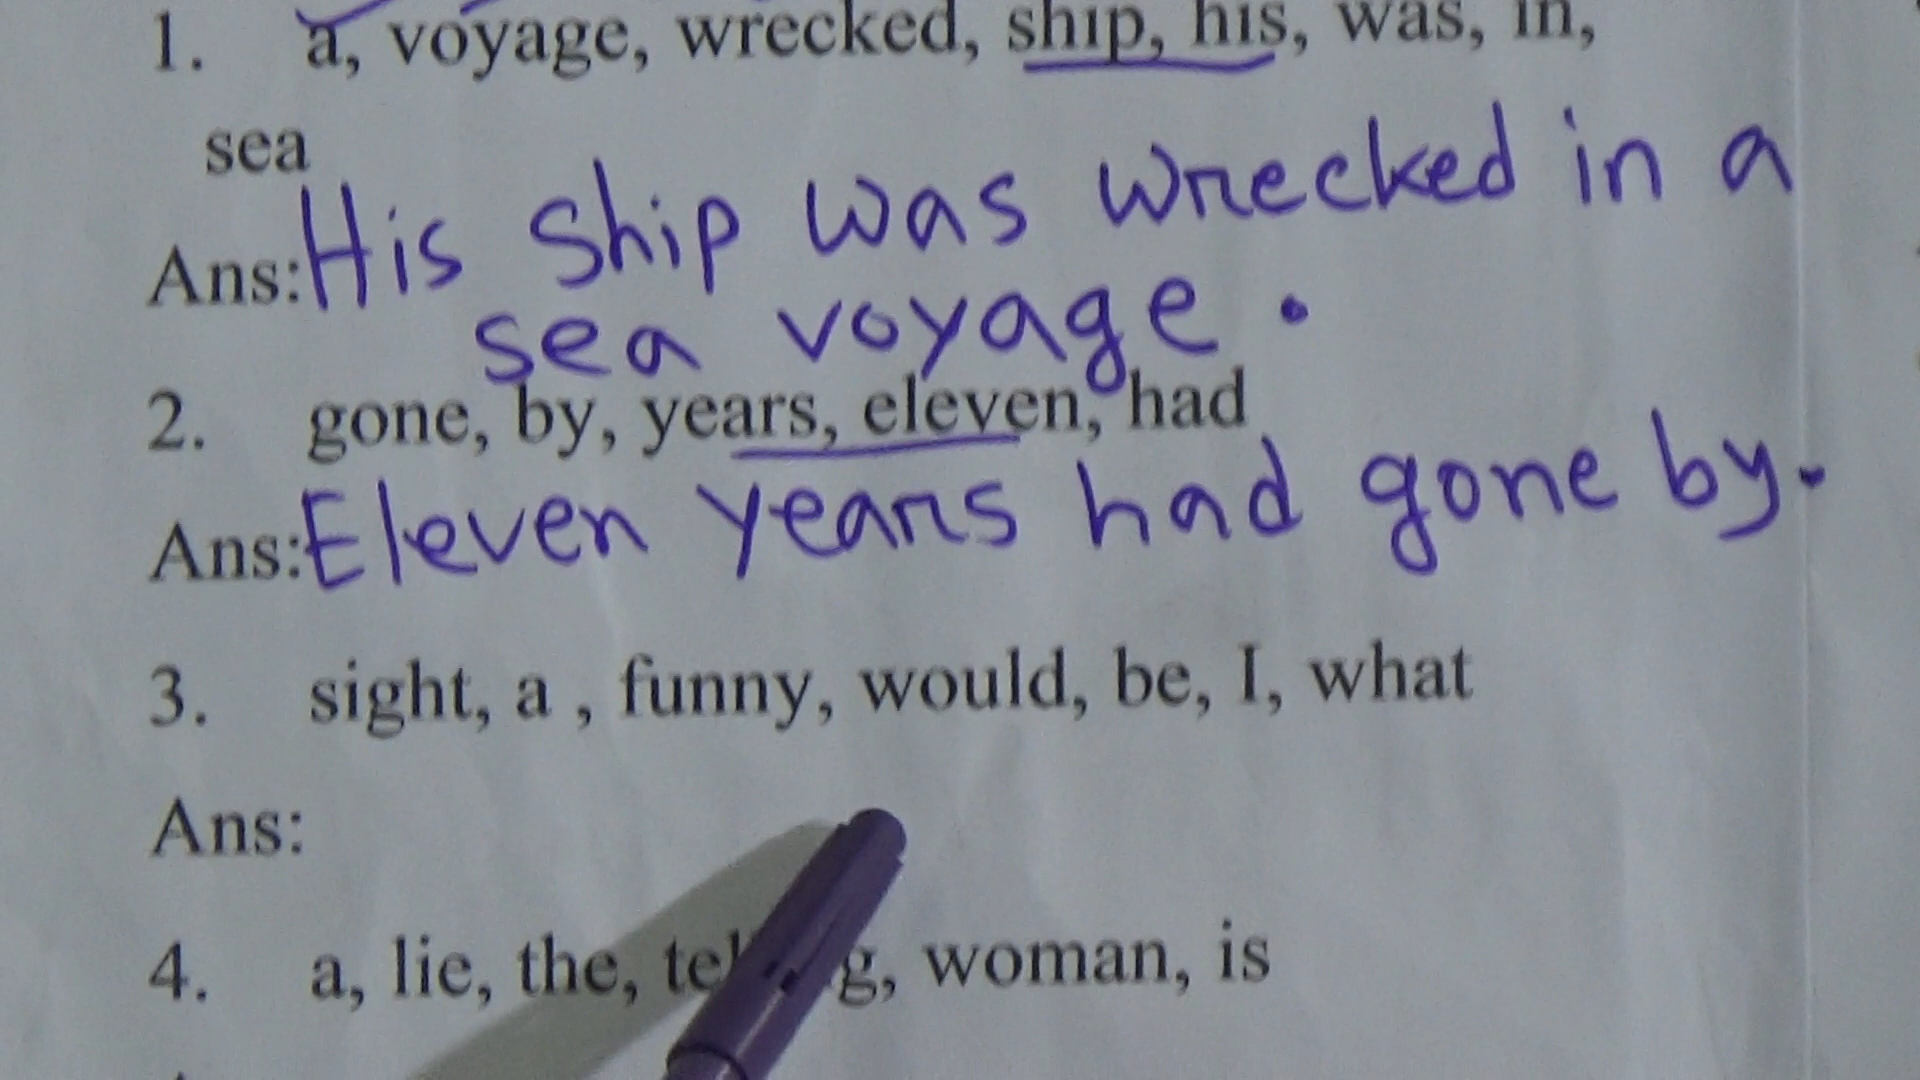 1. a, voyage, wrecked, ship, his, was, in,
sea
Ans: His ship was wrecked in a
sea voyage.
2. gone, by, years, eleven, had
Ans: Eleven years had gone by.
3. sight, a , funny, would, be, I, what
Ans:
4. a, lie, the, woman, is